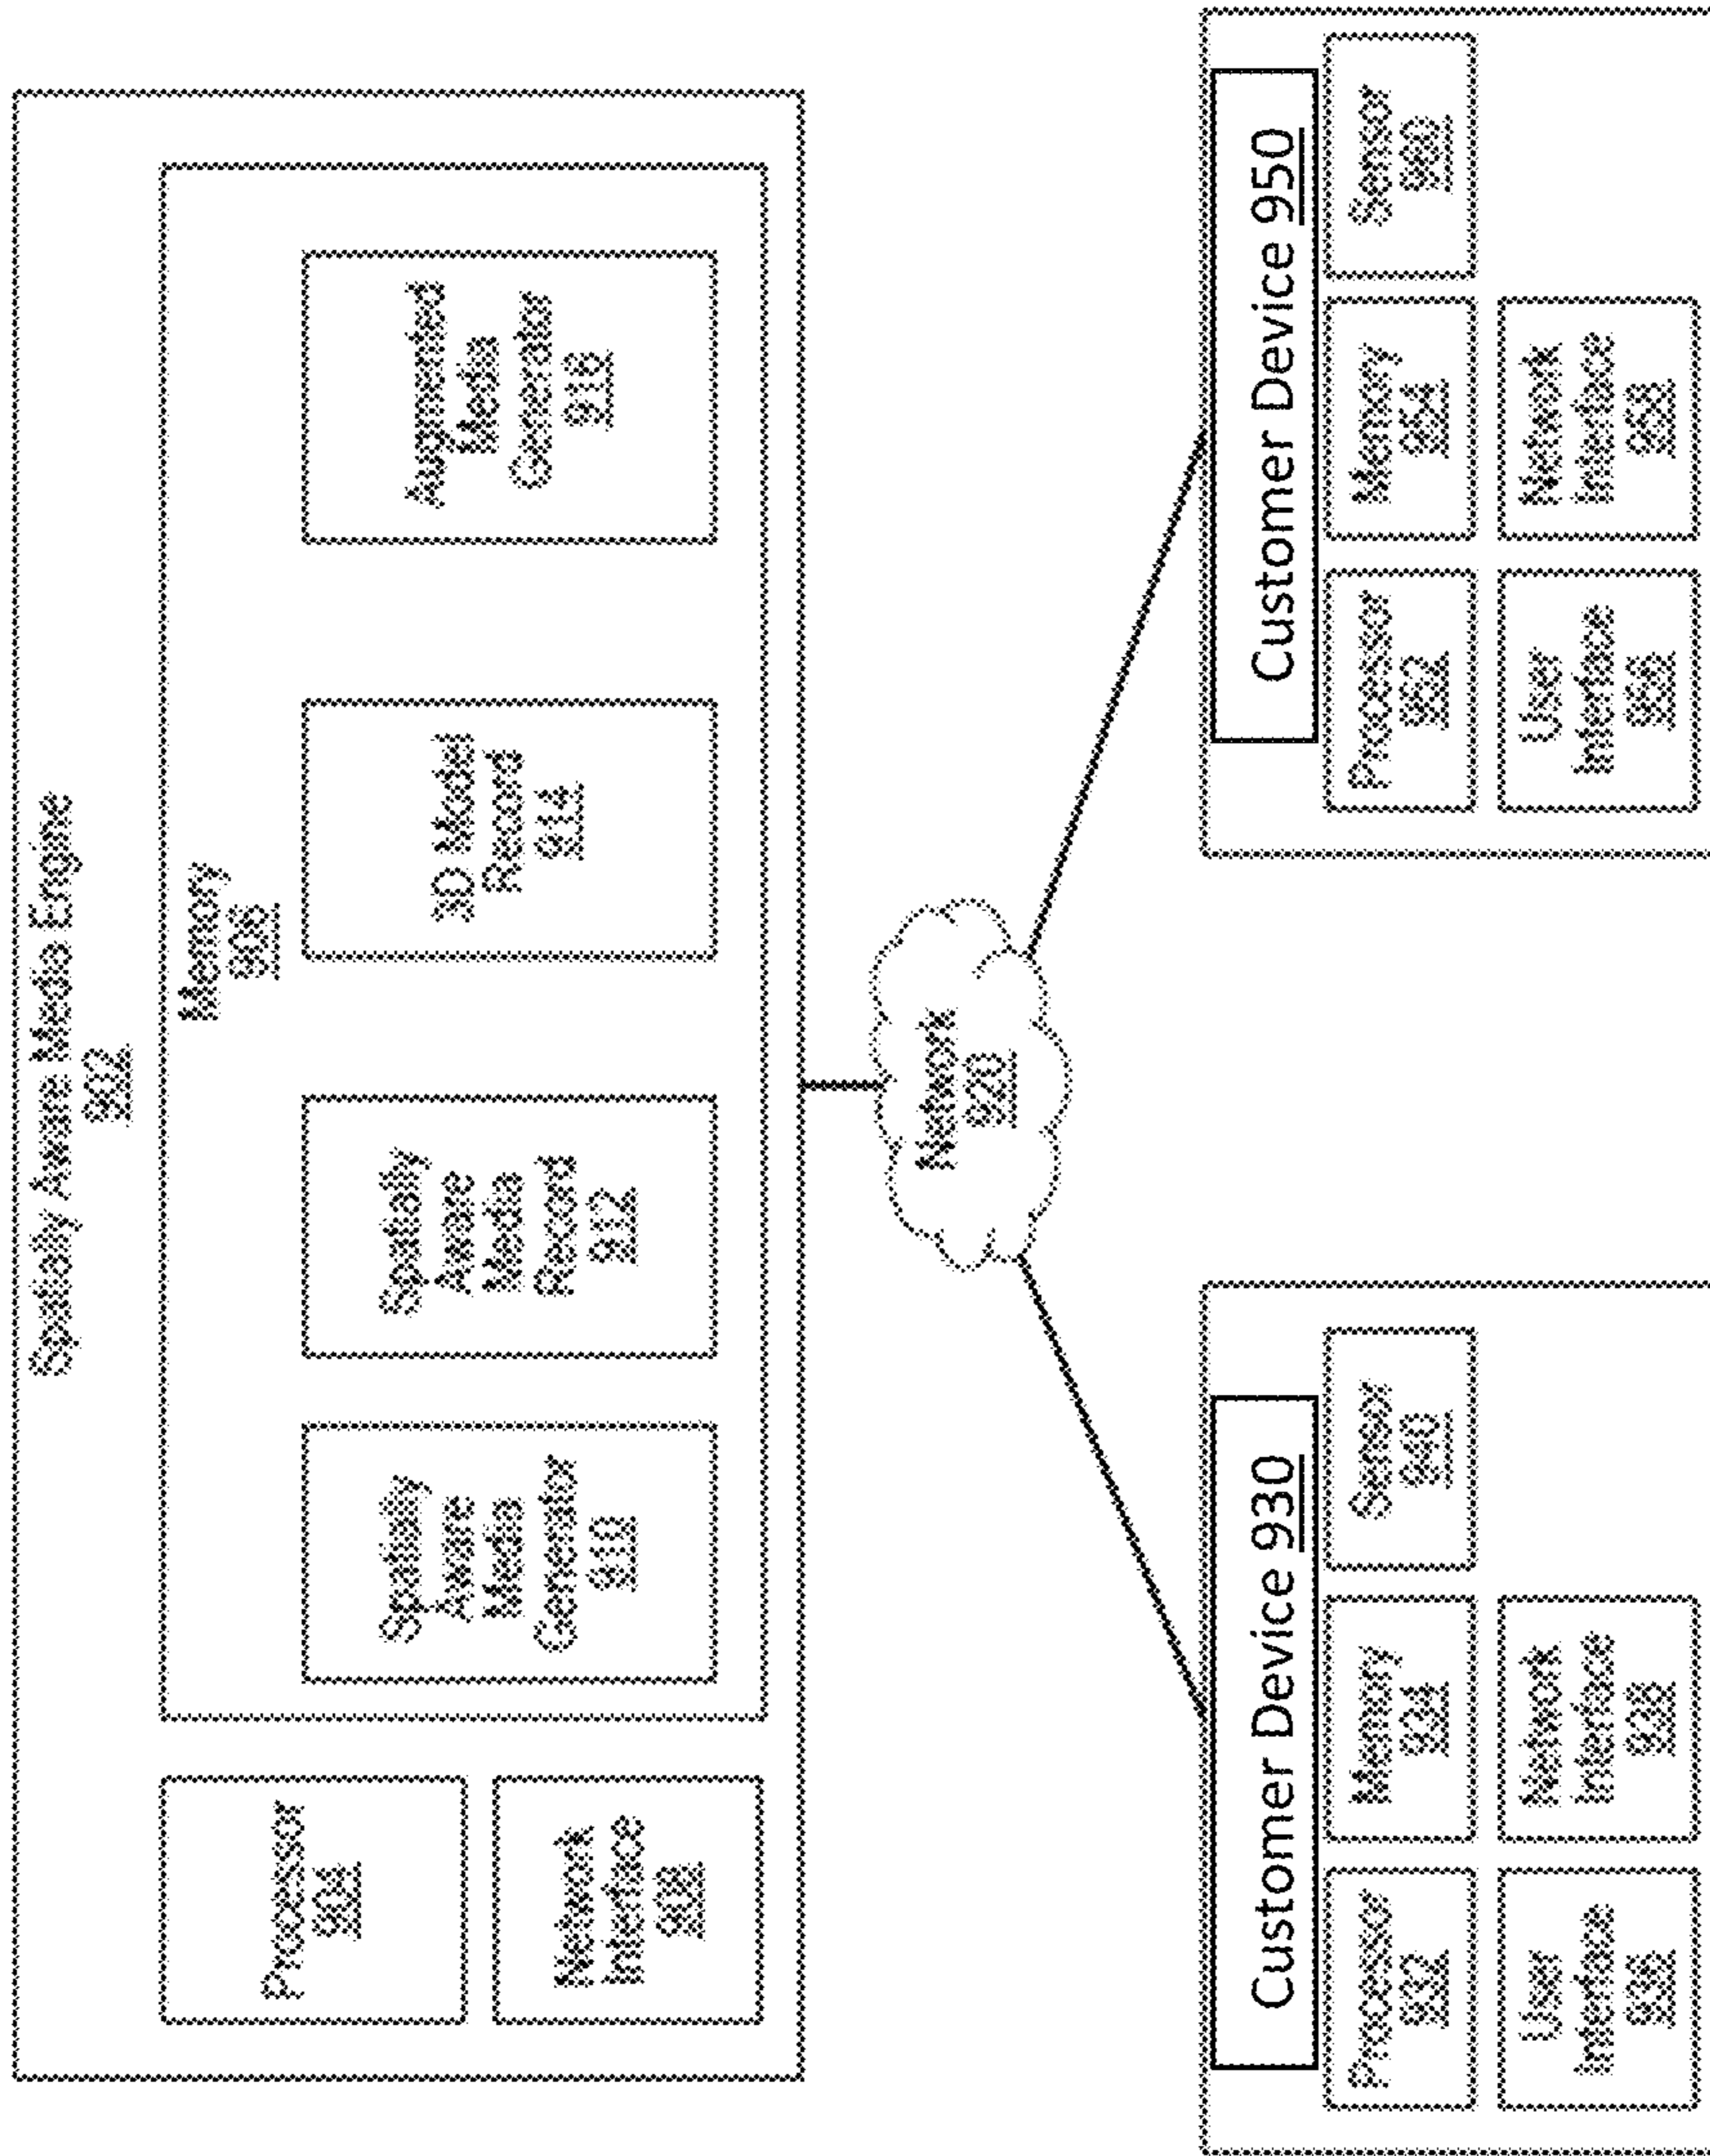 Spatially Aware Media Engine
902
Processor
904
Network
Interface
908
Memory
906
Spatially
Aware
Media
Generator
910
Spatially
Aware
Media
Record
912
3D Model
Record
914
Augmented
Media
Generator
916
Network
920
Customer Device 930
Processor
932
Memory
934
Sensor
940
User
Interface
936
Network
Interface
938
Customer Device 950
Processor
952
Memory
954
Sensor
960
User
Interface
956
Network
Interface
958